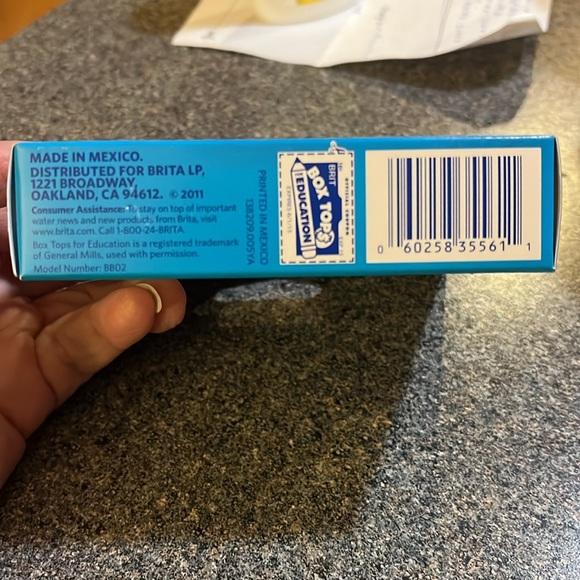 MADE IN MEXICO.
DISTRIBUTED FOR BRITA LP,
1221 BROADWAY,
OAKLAND, CA 94612. © 2011
Consumer Assistance: To stay on top of important
water news and new products from Brita, visit
www.brita.com. Call 1-800-24-BRITA.
Box Tops for Education is a registered trademark
of General Mills, used with permission.
Model Number: BB02
PRINTED IN MEXICO
BRIT
BOX TOPS
EDUCATION
0 60258 35561 1